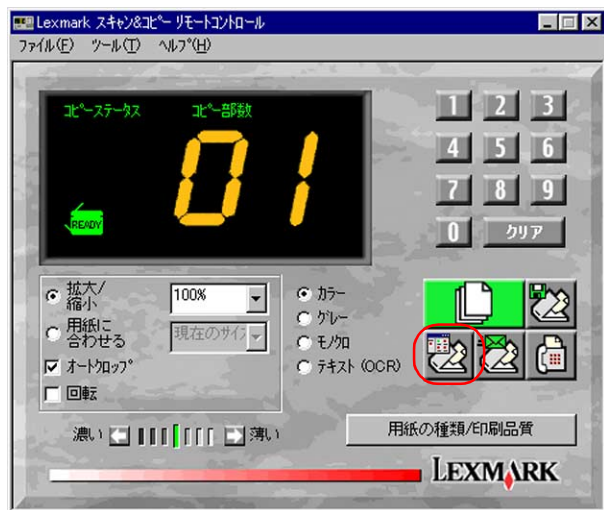 Lexmark スキャン&コピー リモートコントロール
ファイル(F) ツール(T) ヘルプ(H)
コピーステータス コピー部数
01
READY
1 2 3
4 5 6
7 8 9
0 クリア
拡大/
縮小
100%
用紙に
合わせる
現在のサイズ
オートクロップ
回転
カラー
グレー
モノクロ
テキスト (OCR)
濃い 薄い
用紙の種類/印刷品質
LEXMARK